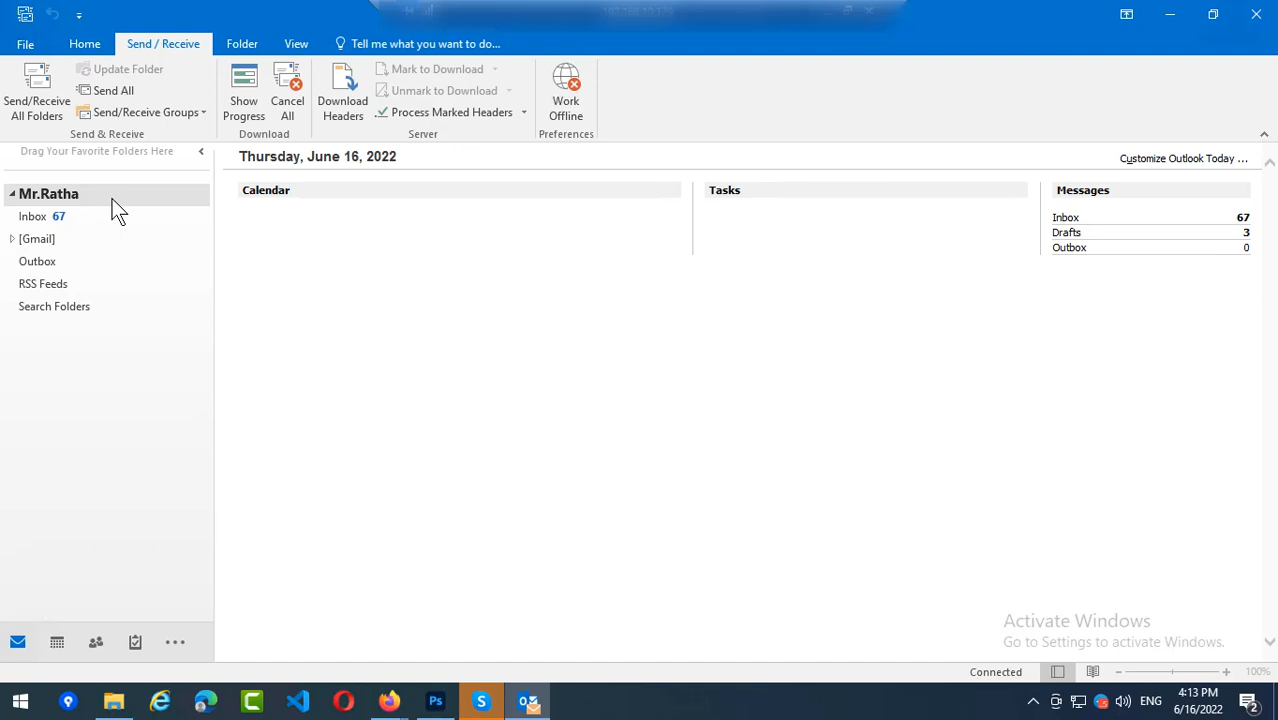 File Home Send / Receive Folder View Tell me what you want to do...
Send/Receive All Folders
Update Folder
Send All
Send/Receive Groups
Send & Receive
Show Progress
Cancel All
Download
Download Headers
Mark to Download
Unmark to Download
Process Marked Headers
Server
Work Offline
Preferences
Drag Your Favorite Folders Here
Mr.Ratha
Inbox 67
[Gmail]
Outbox
RSS Feeds
Search Folders
Thursday, June 16, 2022
Customize Outlook Today ...
Calendar
Tasks
Messages
Inbox 67
Drafts 3
Outbox 0
Activate Windows
Go to Settings to activate Windows.
Connected
100%
Ps
ENG
4:13 PM
6/16/2022
2